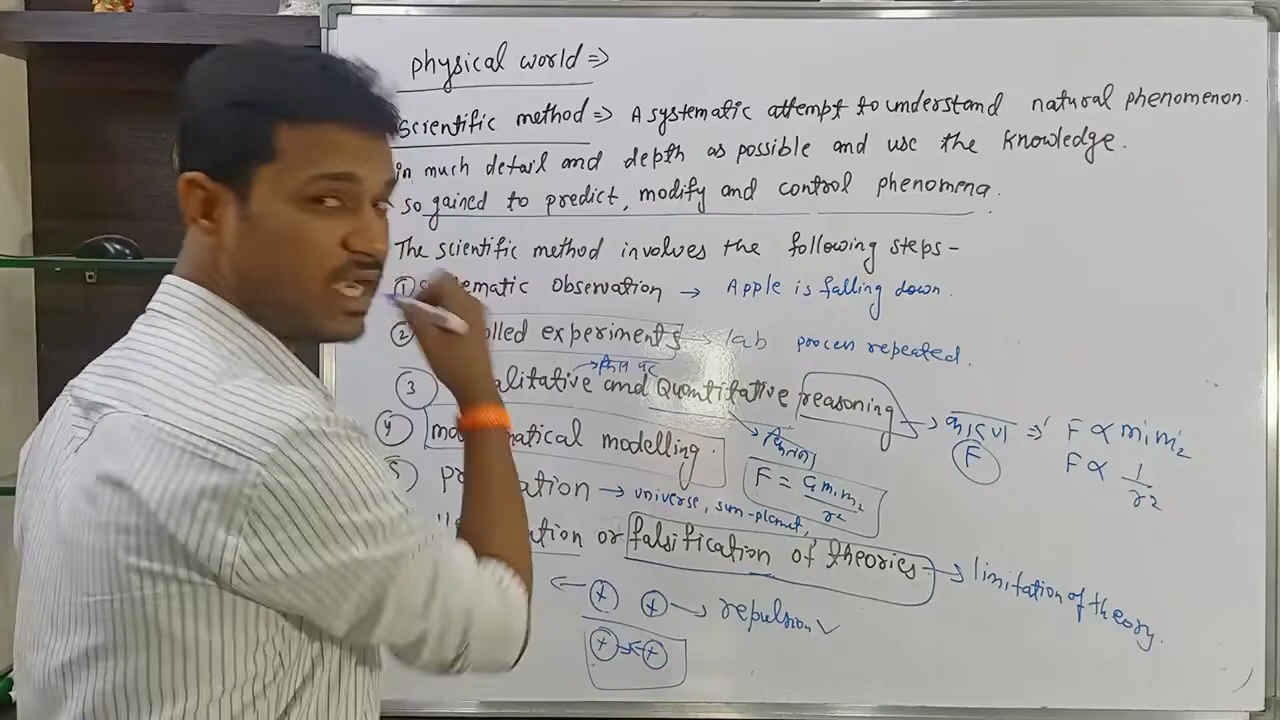 physical world ⇒
Scientific method ⇒ A systematic attempt to understand natural phenomenon.
in much detail and depth as possible and use the knowledge.
so gained to predict, modify and control phenomena.
The scientific method involves the following steps -
① ematic Observation → Apple is falling down.
② olled experiments → lab process repeated.
③ alitative and Quantitative reasoning → कारण ⇒ F ∝ m₁m₂
F F ∝ 1/r²
④ ma matical modelling. F = Gm₁m₂/r²
⑤ p ation → universe, sun-planet,
ation or falsification of theories → limitation of theory.
← (+) (+) → repulsion ✓
(+) →← (+)